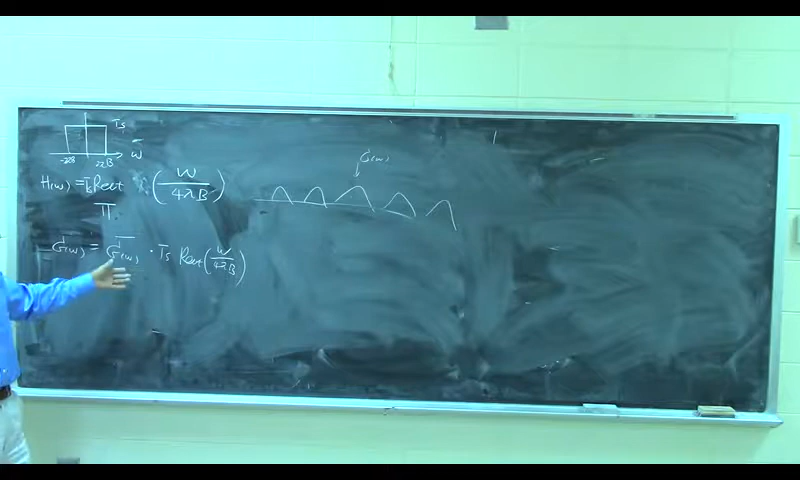 Ts
-2πB 2πB ω
H(ω) = Ts Rect (ω/4πB)
Π
G(ω)
G(ω) = G̅(ω) · Ts Rect(ω/4πB)